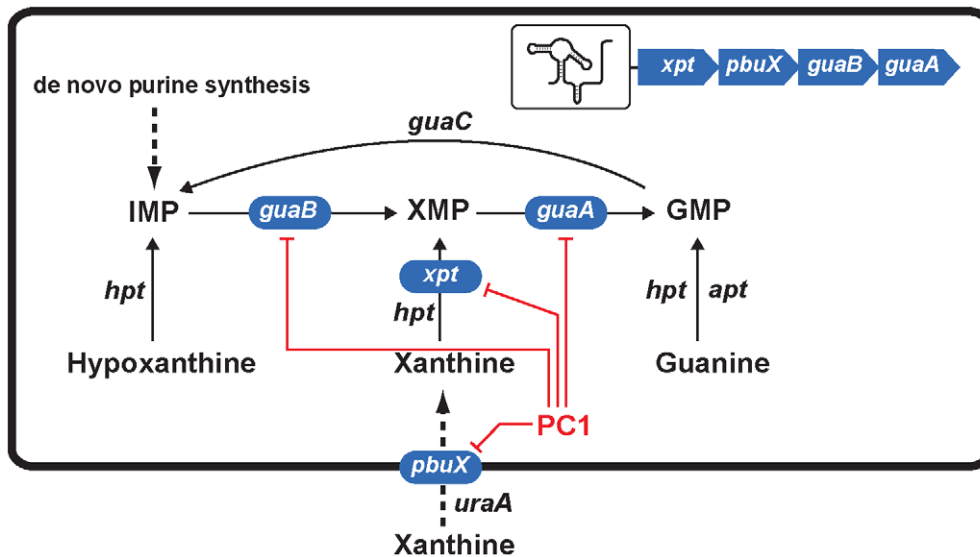 xpt pbuX guaB guaA
de novo purine synthesis
guaC
IMP guaB XMP guaA GMP
hpt xpt hpt apt
hpt
Hypoxanthine Xanthine Guanine
PC1
pbuX
uraA
Xanthine